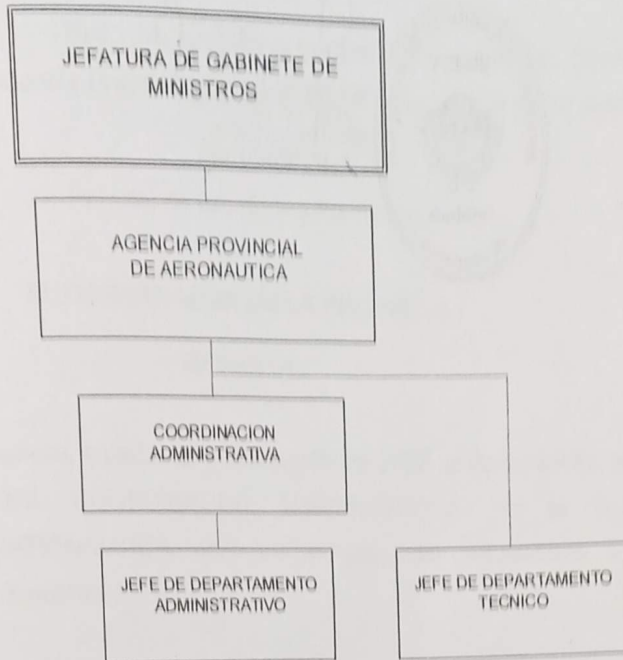 JEFATURA DE GABINETE DE
MINISTROS
AGENCIA PROVINCIAL
DE AERONAUTICA
COORDINACION
ADMINISTRATIVA
JEFE DE DEPARTAMENTO
ADMINISTRATIVO
JEFE DE DEPARTAMENTO
TECNICO